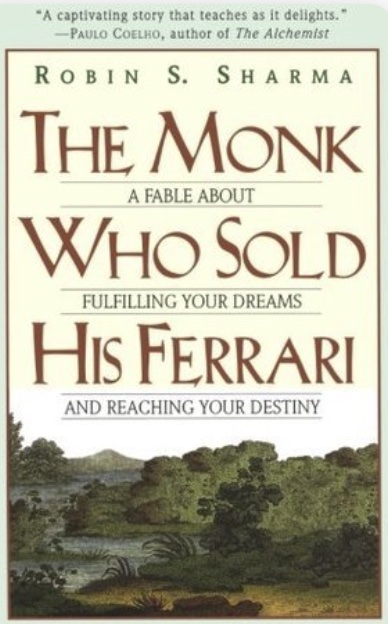 "A captivating story that teaches as it delights."
—PAULO COELHO, author of The Alchemist
ROBIN S. SHARMA
THE MONK
A FABLE ABOUT
WHO SOLD
FULFILLING YOUR DREAMS
HIS FERRARI
AND REACHING YOUR DESTINY